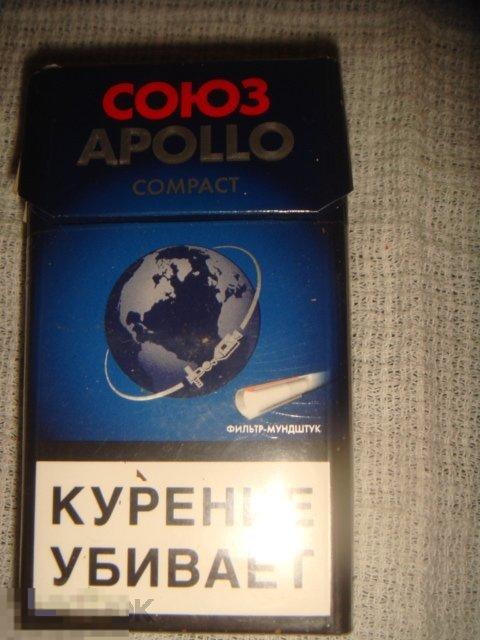 СОЮЗ
APOLLO
COMPACT
ФИЛЬТР-МУНДШТУК
КУРЕНИЕ
УБИВАЕТ